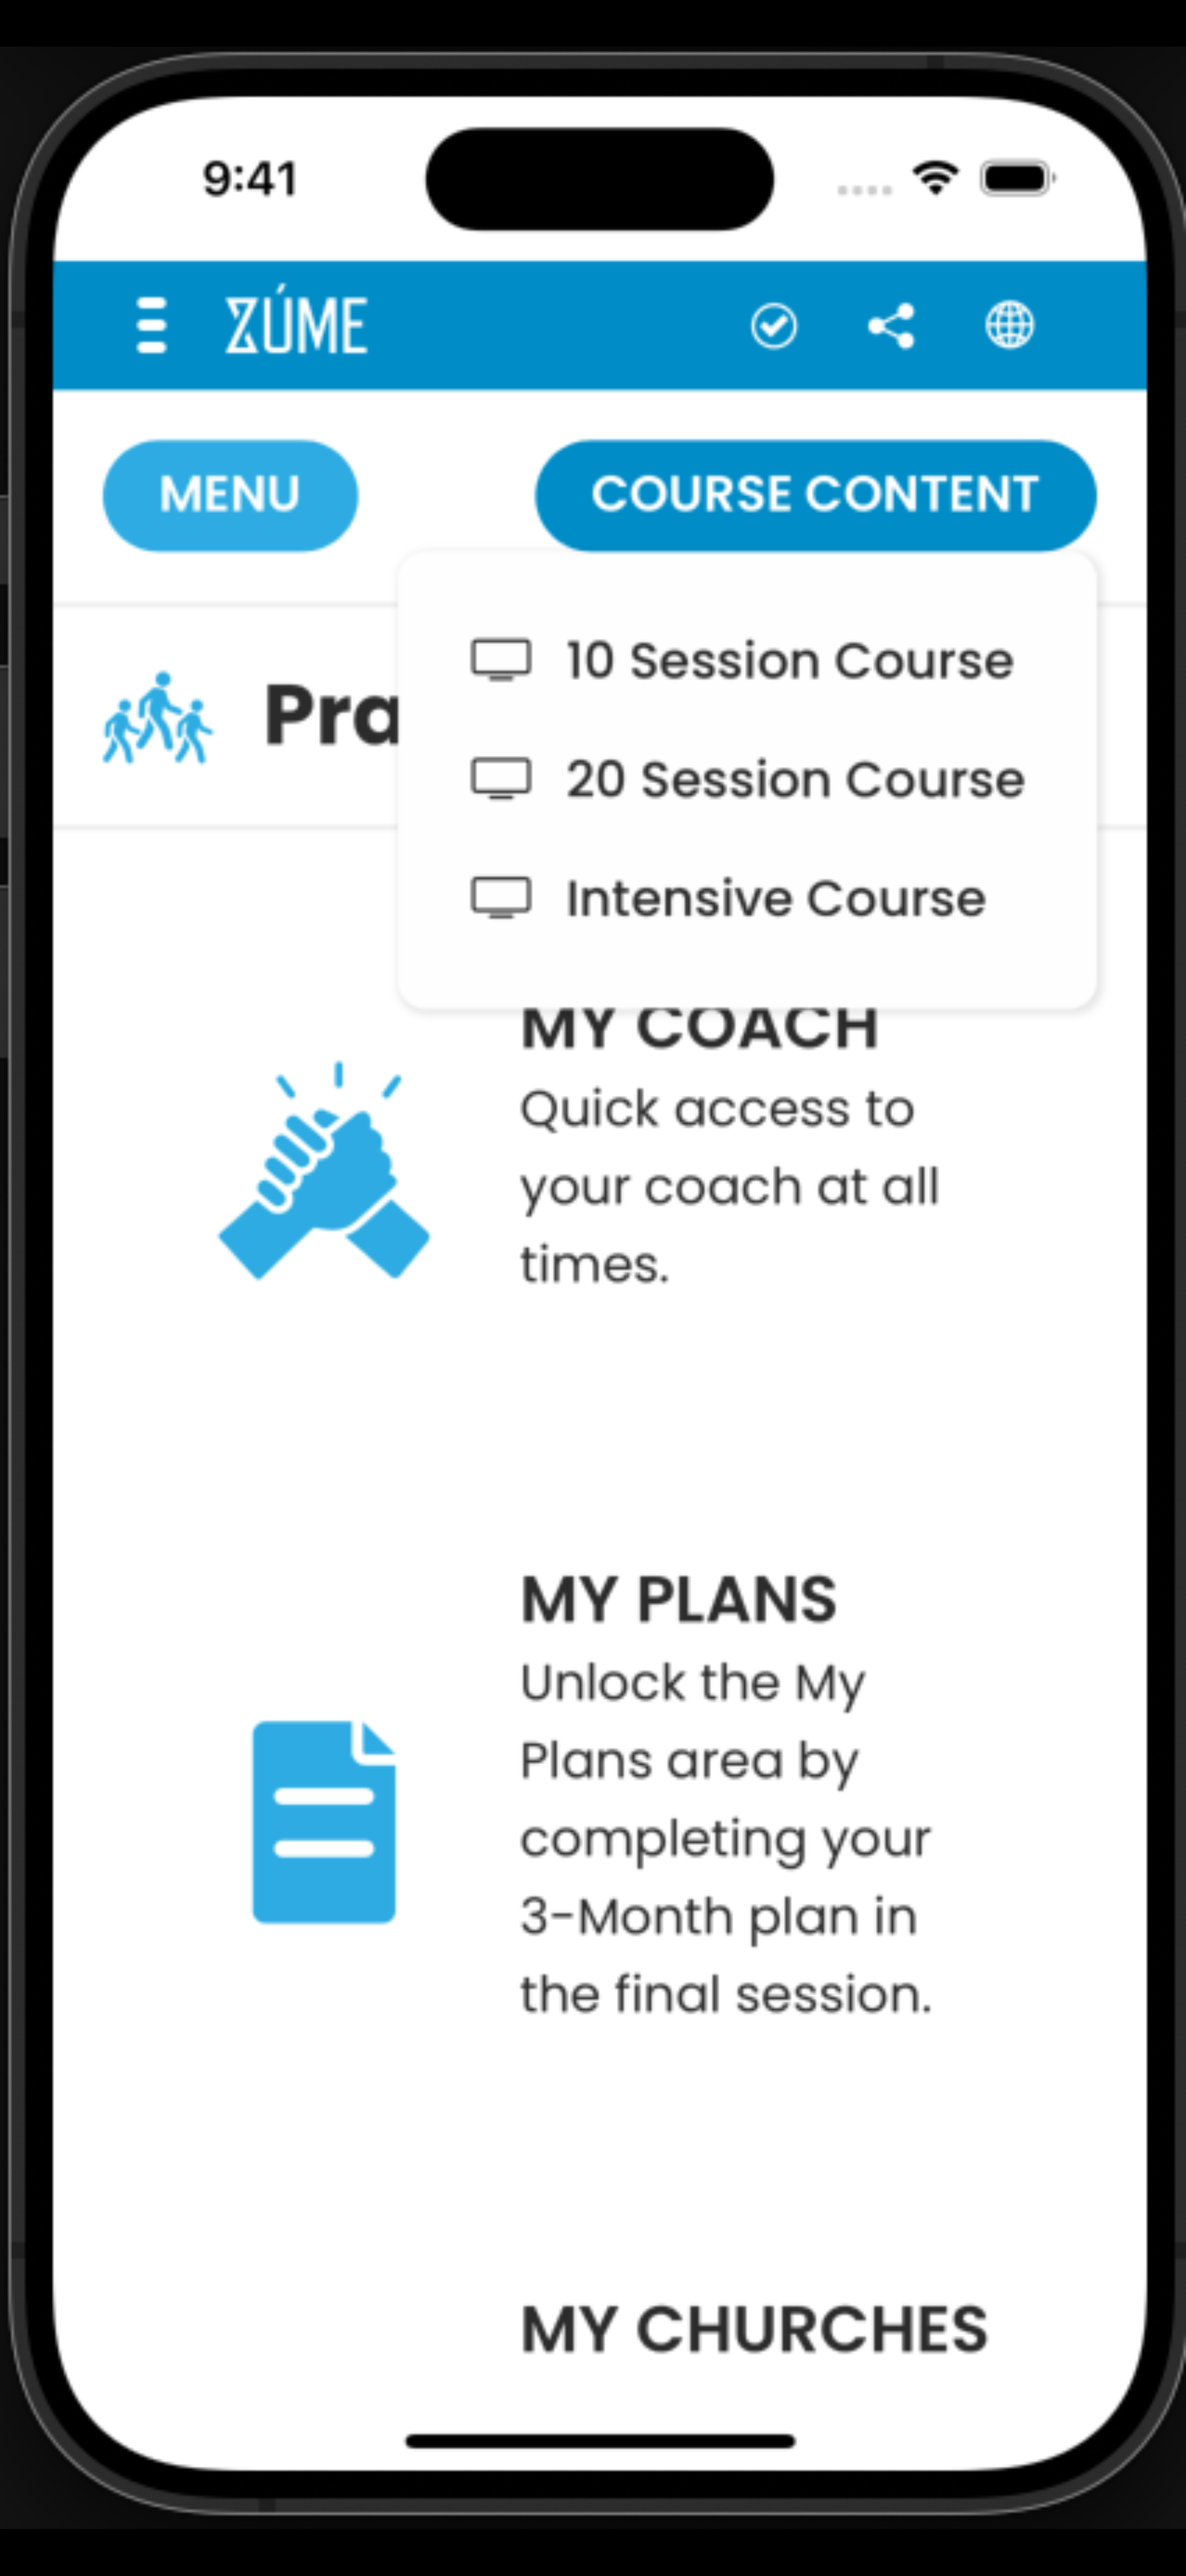 9:41
ZÚME
MENU
COURSE CONTENT
10 Session Course
Pra
20 Session Course
Intensive Course
MY COACH
Quick access to
your coach at all
times.
MY PLANS
Unlock the My
Plans area by
completing your
3-Month plan in
the final session.
MY CHURCHES